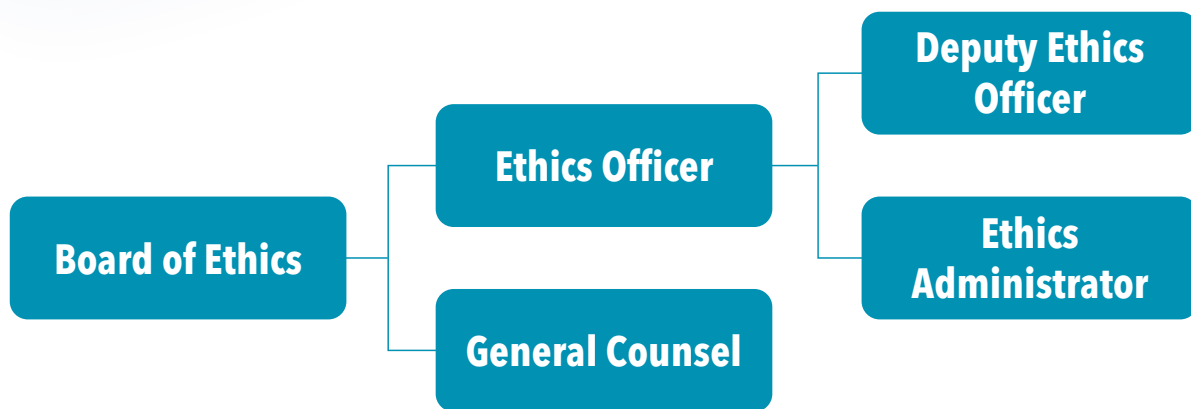 Deputy Ethics
Officer
Ethics Officer
Board of Ethics
Ethics
Administrator
General Counsel